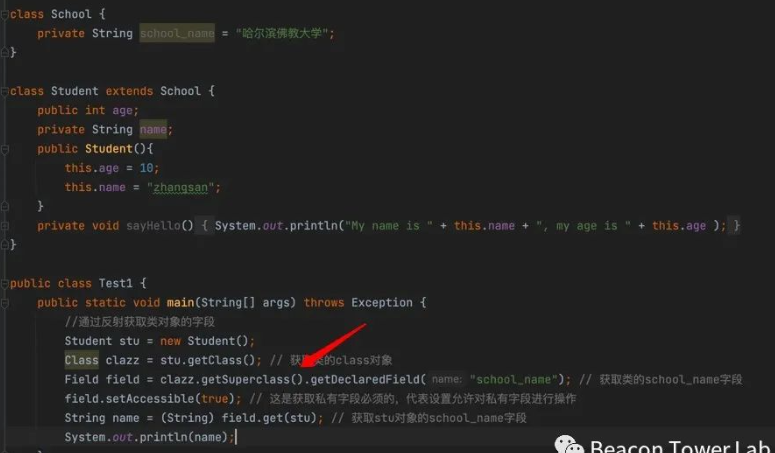 class School {
private String school_name = "哈尔滨佛教大学";
}
class Student extends School {
public int age;
private String name;
public Student(){
this.age = 10;
this.name = "zhangsan";
}
private void sayHello() { System.out.println("My name is " + this.name + ", my age is " + this.age ); }
}
public class Test1 {
public static void main(String[] args) throws Exception {
//通过反射获取类对象的字段
Student stu = new Student();
Class clazz = stu.getClass(); // 获取类的class对象
Field field = clazz.getSuperclass().getDeclaredField( name: "school_name"); // 获取类的school_name字段
field.setAccessible(true); // 这是获取私有字段必须的、代表设置允许对私有字段进行操作
String name = (String) field.get(stu); // 获取stu对象的school_name字段
System.out.println(name);
Beacon Tower Lab